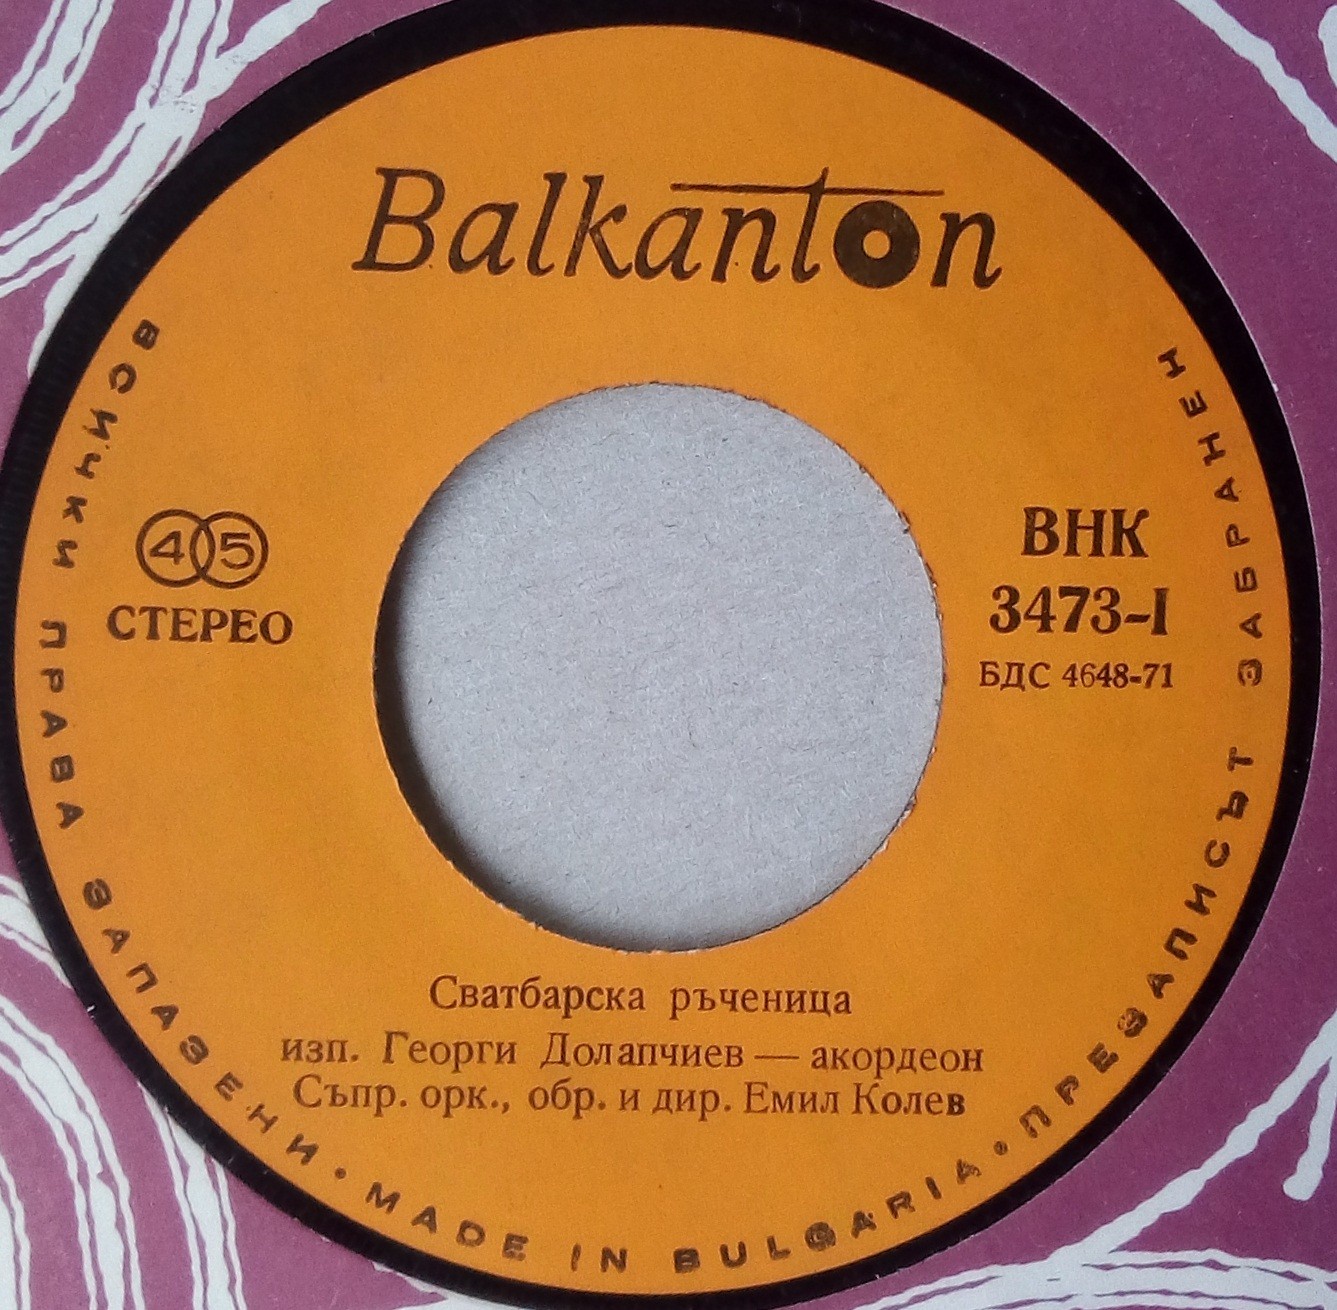 Balkanton
45
СТЕРЕО
ВНК
3473-I
БДС 4648-71
Сватбарска ръченица
изп. Георги Долапчиев — акордеон
Съпр. орк., обр. и дир. Емил Колев
ВСИЧКИ ПРАВА ЗАПАЗЕНИ • MADE IN BULGARIA • ПРЕЗАПИСЪТ ЗАБРАНЕН